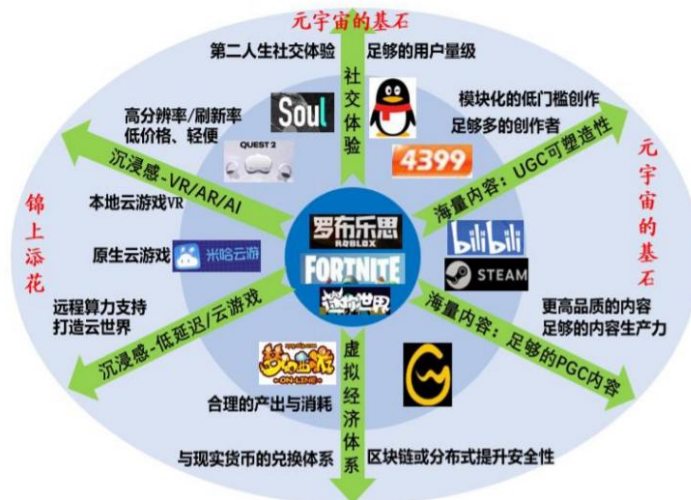 元宇宙的基石
第二人生社交体验
足够的用户量级
社交体验
高分辨率/刷新率
低价格、轻便
Soul
QUEST 2
4399
模块化的低门槛创作
足够多的创作者
沉浸感-VR/AR/AI
海量内容：UGC可塑造性
元宇宙的基石
锦上添花
本地云游戏VR
原生云游戏
米哈云游
罗布乐思
ROBLOX
FORTNITE
迷你世界
bilibili
STEAM
远程算力支持
打造云世界
沉浸感-低延迟/云游戏
海量内容：足够的PGC内容
更高品质的内容
足够的内容生产力
梦幻西游
ON-LINE
虚拟经济体系
合理的产出与消耗
与现实货币的兑换体系
区块链或分布式提升安全性